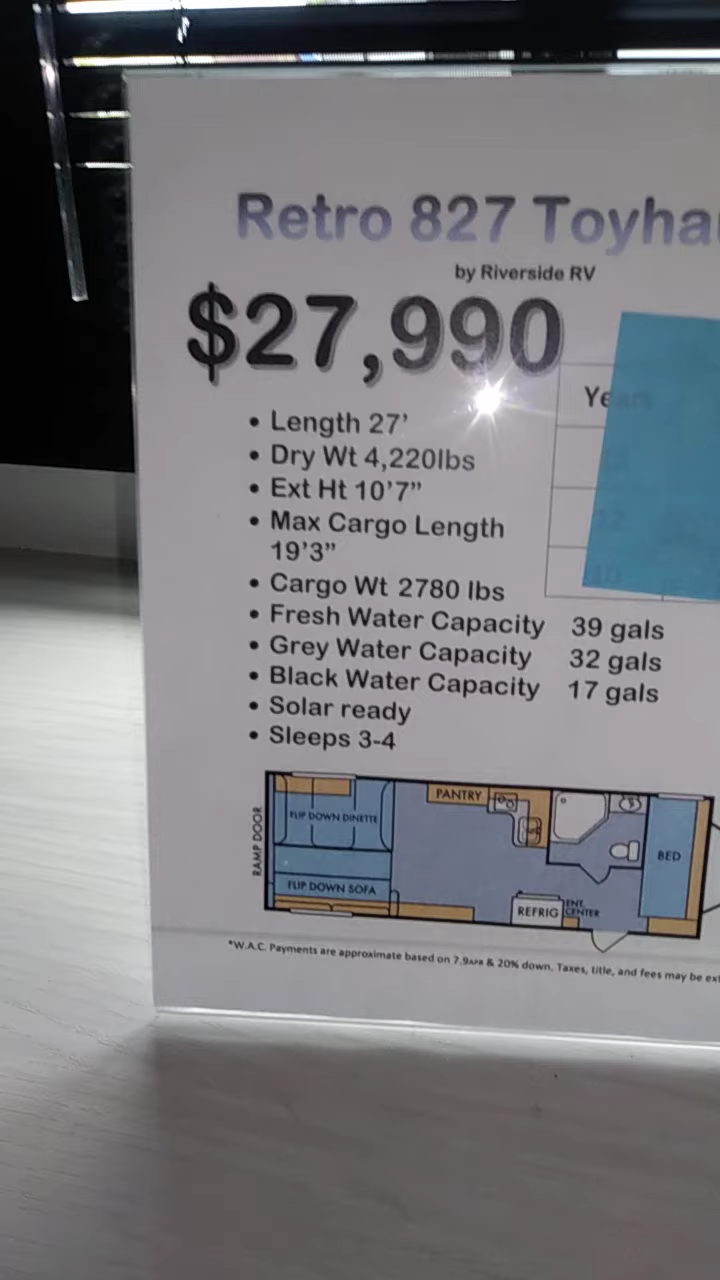 Retro 827 Toyha
by Riverside RV
$27,990
• Length 27'
• Dry Wt 4,220lbs
• Ext Ht 10'7"
• Max Cargo Length
19'3"
• Cargo Wt 2780 lbs
• Fresh Water Capacity 39 gals
• Grey Water Capacity 32 gals
• Black Water Capacity 17 gals
• Solar ready
• Sleeps 3-4
RAMP DOOR
FLIP DOWN DINETTE
FLIP DOWN SOFA
PANTRY
REFRIG
ENT.
CENTER
BED
*W.A.C. Payments are approximate based on 7.9APR & 20% down. Taxes, title, and fees may be ext